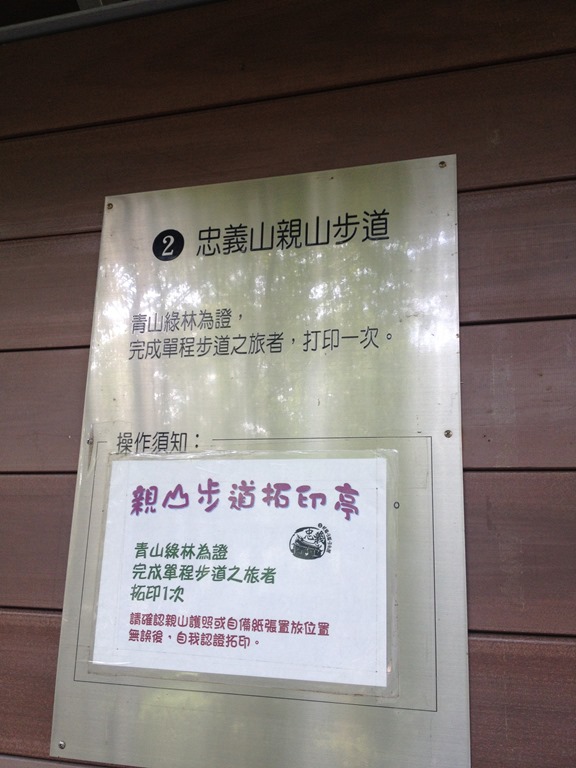 2 忠義山親山步道
青山綠林為證，
完成單程步道之旅者，打印一次。
操作須知：
親山步道拓印亭
忠義
青山綠林為證
完成單程步道之旅者
拓印1次
請確認親山護照或自備紙張置放位置
無誤後，自我認證拓印。